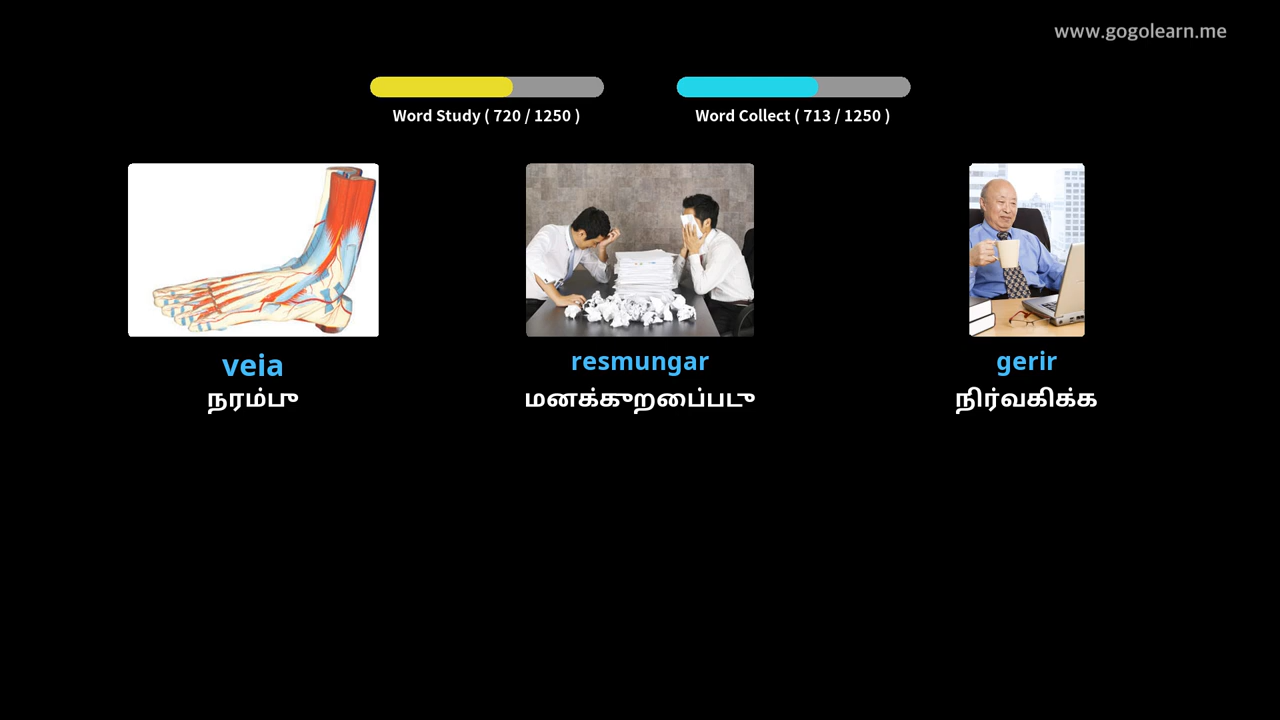 www.gogolearn.me
Word Study ( 720 / 1250 )
Word Collect ( 713 / 1250 )
veia
resmungar
gerir
நரம்பு
மனக்குறைப்படு
நிர்வகிக்க